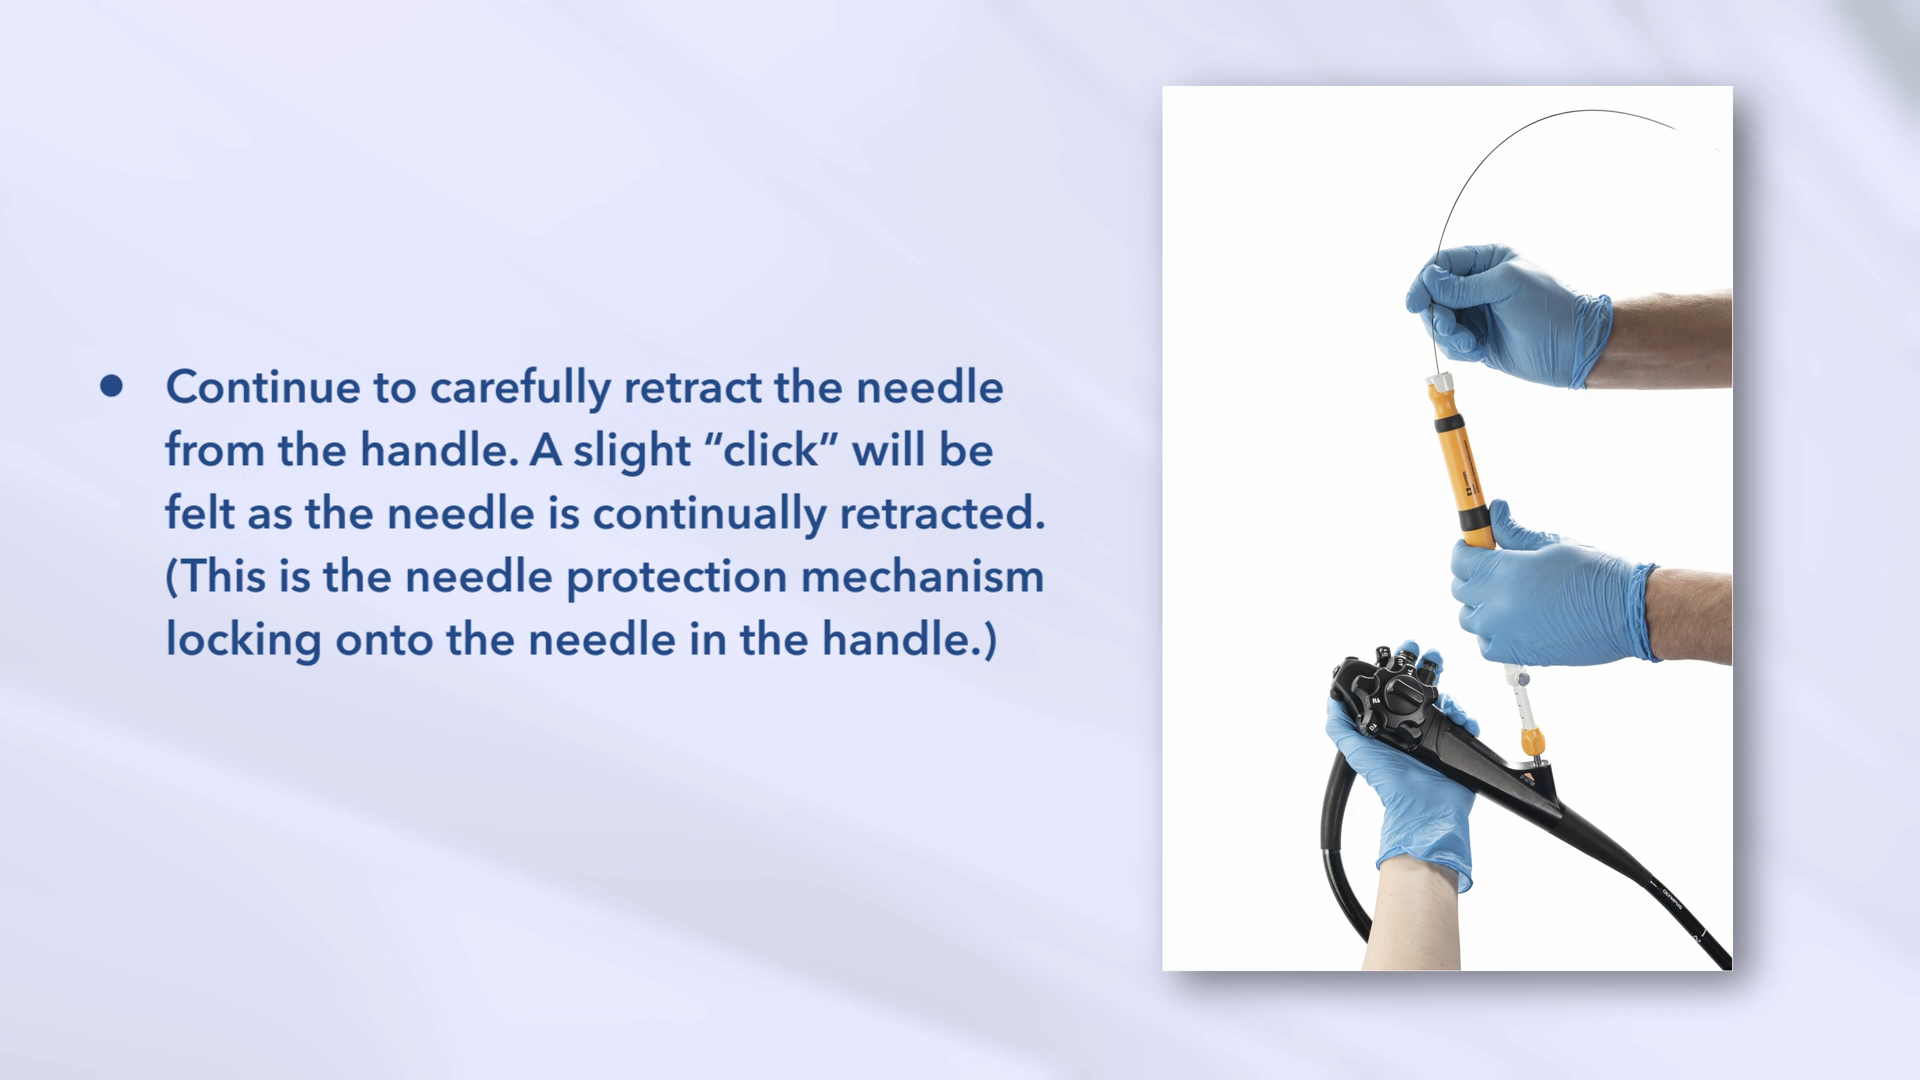 • Continue to carefully retract the needle
from the handle. A slight “click” will be
felt as the needle is continually retracted.
(This is the needle protection mechanism
locking onto the needle in the handle.)
OLYMPUS